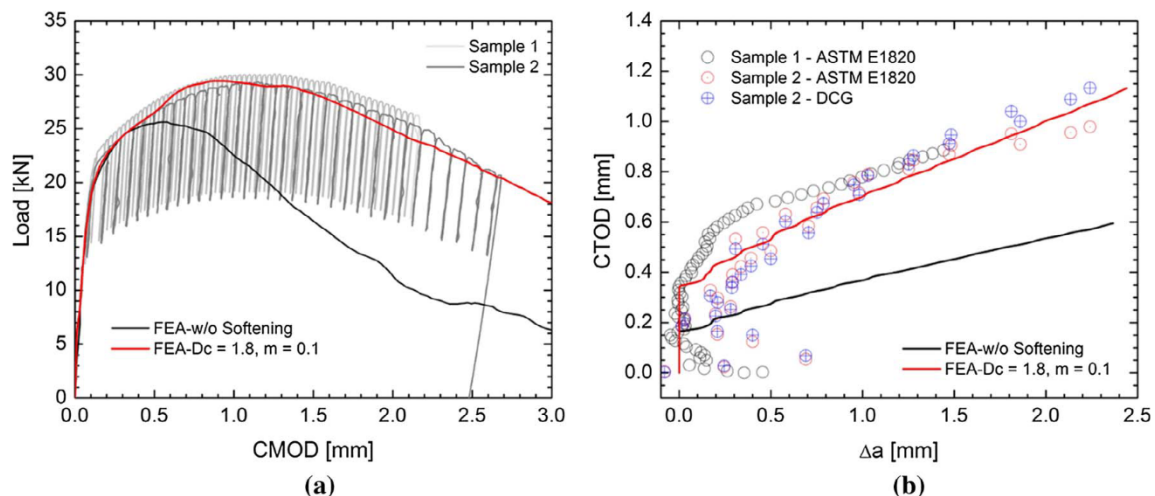 35
30
25
20
15
10
5
0
Load [kN]
Sample 1
Sample 2
FEA-w/o Softening
FEA-Dc = 1.8, m = 0.1
0.0 0.5 1.0 1.5 2.0 2.5 3.0
CMOD [mm]
(a)
1.4
1.2
1.0
0.8
0.6
0.4
0.2
0.0
CTOD [mm]
Sample 1 - ASTM E1820
Sample 2 - ASTM E1820
Sample 2 - DCG
FEA-w/o Softening
FEA-Dc = 1.8, m = 0.1
0.0 0.5 1.0 1.5 2.0 2.5
Δa [mm]
(b)